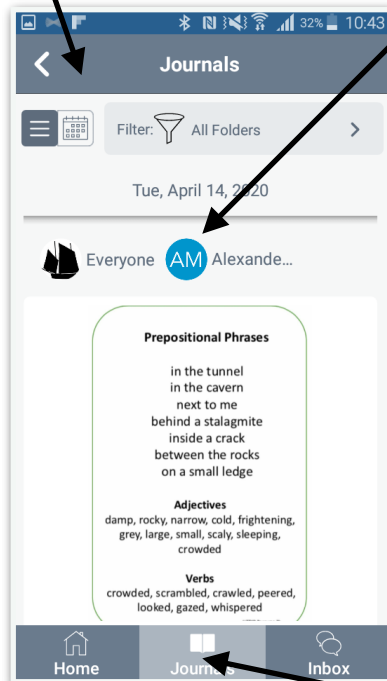 32% 10:43
Journals
Filter: All Folders
Tue, April 14, 2020
Everyone AM Alexande...
Prepositional Phrases
in the tunnel
in the cavern
next to me
behind a stalagmite
inside a crack
between the rocks
on a small ledge
Adjectives
damp, rocky, narrow, cold, frightening,
grey, large, small, scaly, sleeping,
crowded
Verbs
crowded, scrambled, crawled, peered,
looked, gazed, whispered
Home Journals Inbox